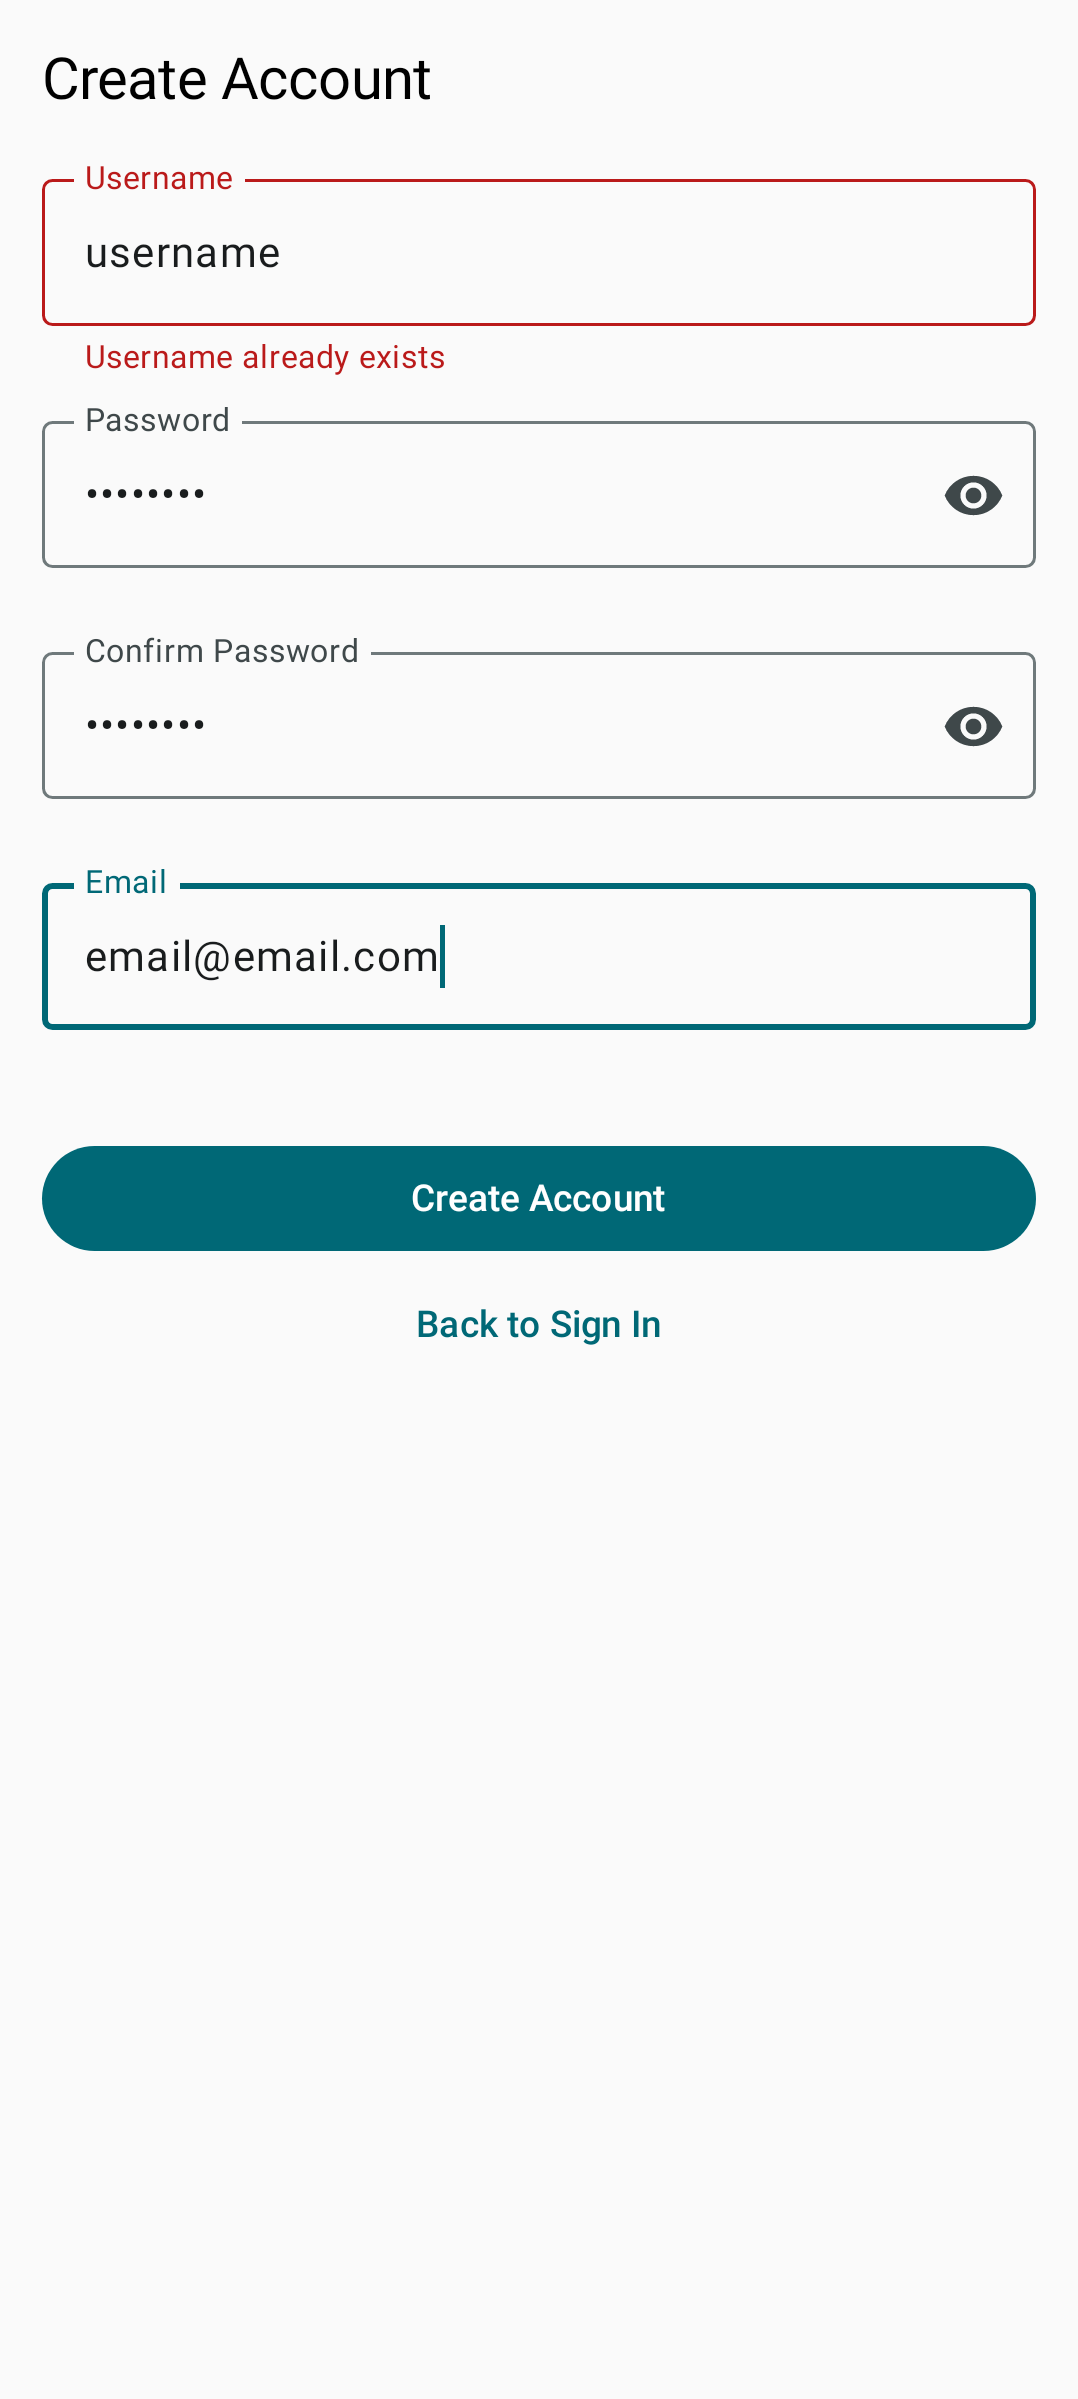 Create Account
Username
username
Username already exists
Password
••••••••
Confirm Password
••••••••
Email
email@email.com
Create Account
Back to Sign In